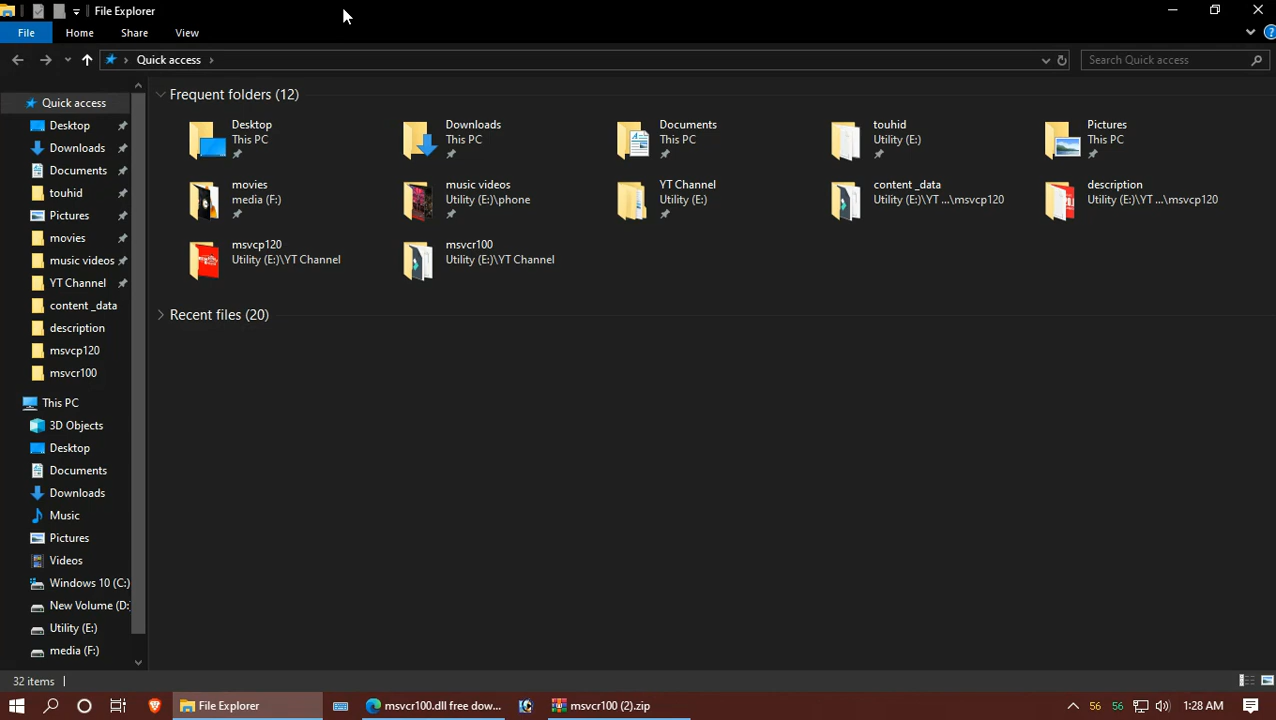 File Explorer
File Home Share View
Quick access
Search Quick access
Quick access
Desktop
Downloads
Documents
touhid
Pictures
movies
music videos
YT Channel
content _data
description
msvcp120
msvcr100
This PC
3D Objects
Desktop
Documents
Downloads
Music
Pictures
Videos
Windows 10 (C:)
New Volume (D:
Utility (E:)
media (F:)
Frequent folders (12)
Desktop
This PC
Downloads
This PC
Documents
This PC
touhid
Utility (E:)
Pictures
This PC
movies
media (F:)
music videos
Utility (E:)\phone
YT Channel
Utility (E:)
content _data
Utility (E:)\YT ...\msvcp120
description
Utility (E:)\YT ...\msvcp120
msvcp120
Utility (E:)\YT Channel
msvcr100
Utility (E:)\YT Channel
Recent files (20)
32 items
File Explorer
msvcr100.dll free dow...
msvcr100 (2).zip
56 56
1:28 AM